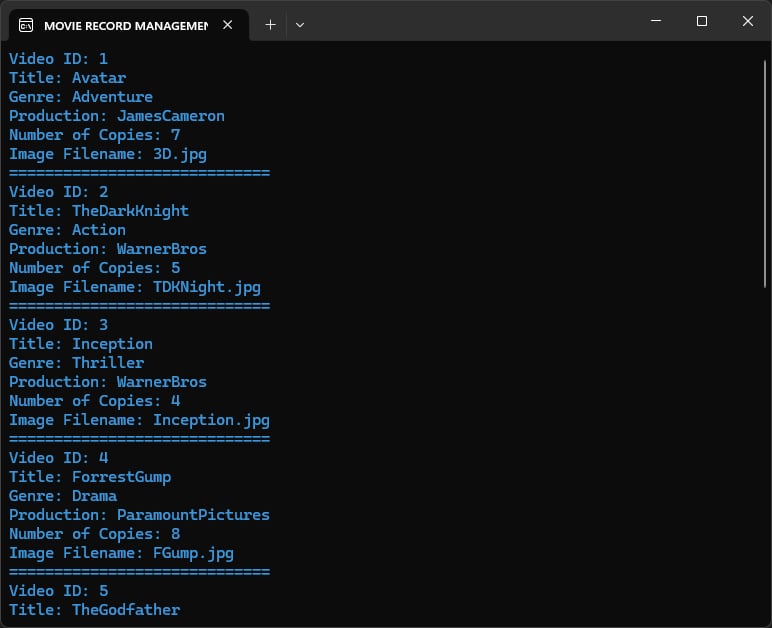 MOVIE RECORD MANAGEMEN
Video ID: 1
Title: Avatar
Genre: Adventure
Production: JamesCameron
Number of Copies: 7
Image Filename: 3D.jpg
=============================
Video ID: 2
Title: TheDarkKnight
Genre: Action
Production: WarnerBros
Number of Copies: 5
Image Filename: TDKNight.jpg
=============================
Video ID: 3
Title: Inception
Genre: Thriller
Production: WarnerBros
Number of Copies: 4
Image Filename: Inception.jpg
=============================
Video ID: 4
Title: ForrestGump
Genre: Drama
Production: ParamountPictures
Number of Copies: 8
Image Filename: FGump.jpg
=============================
Video ID: 5
Title: TheGodfather